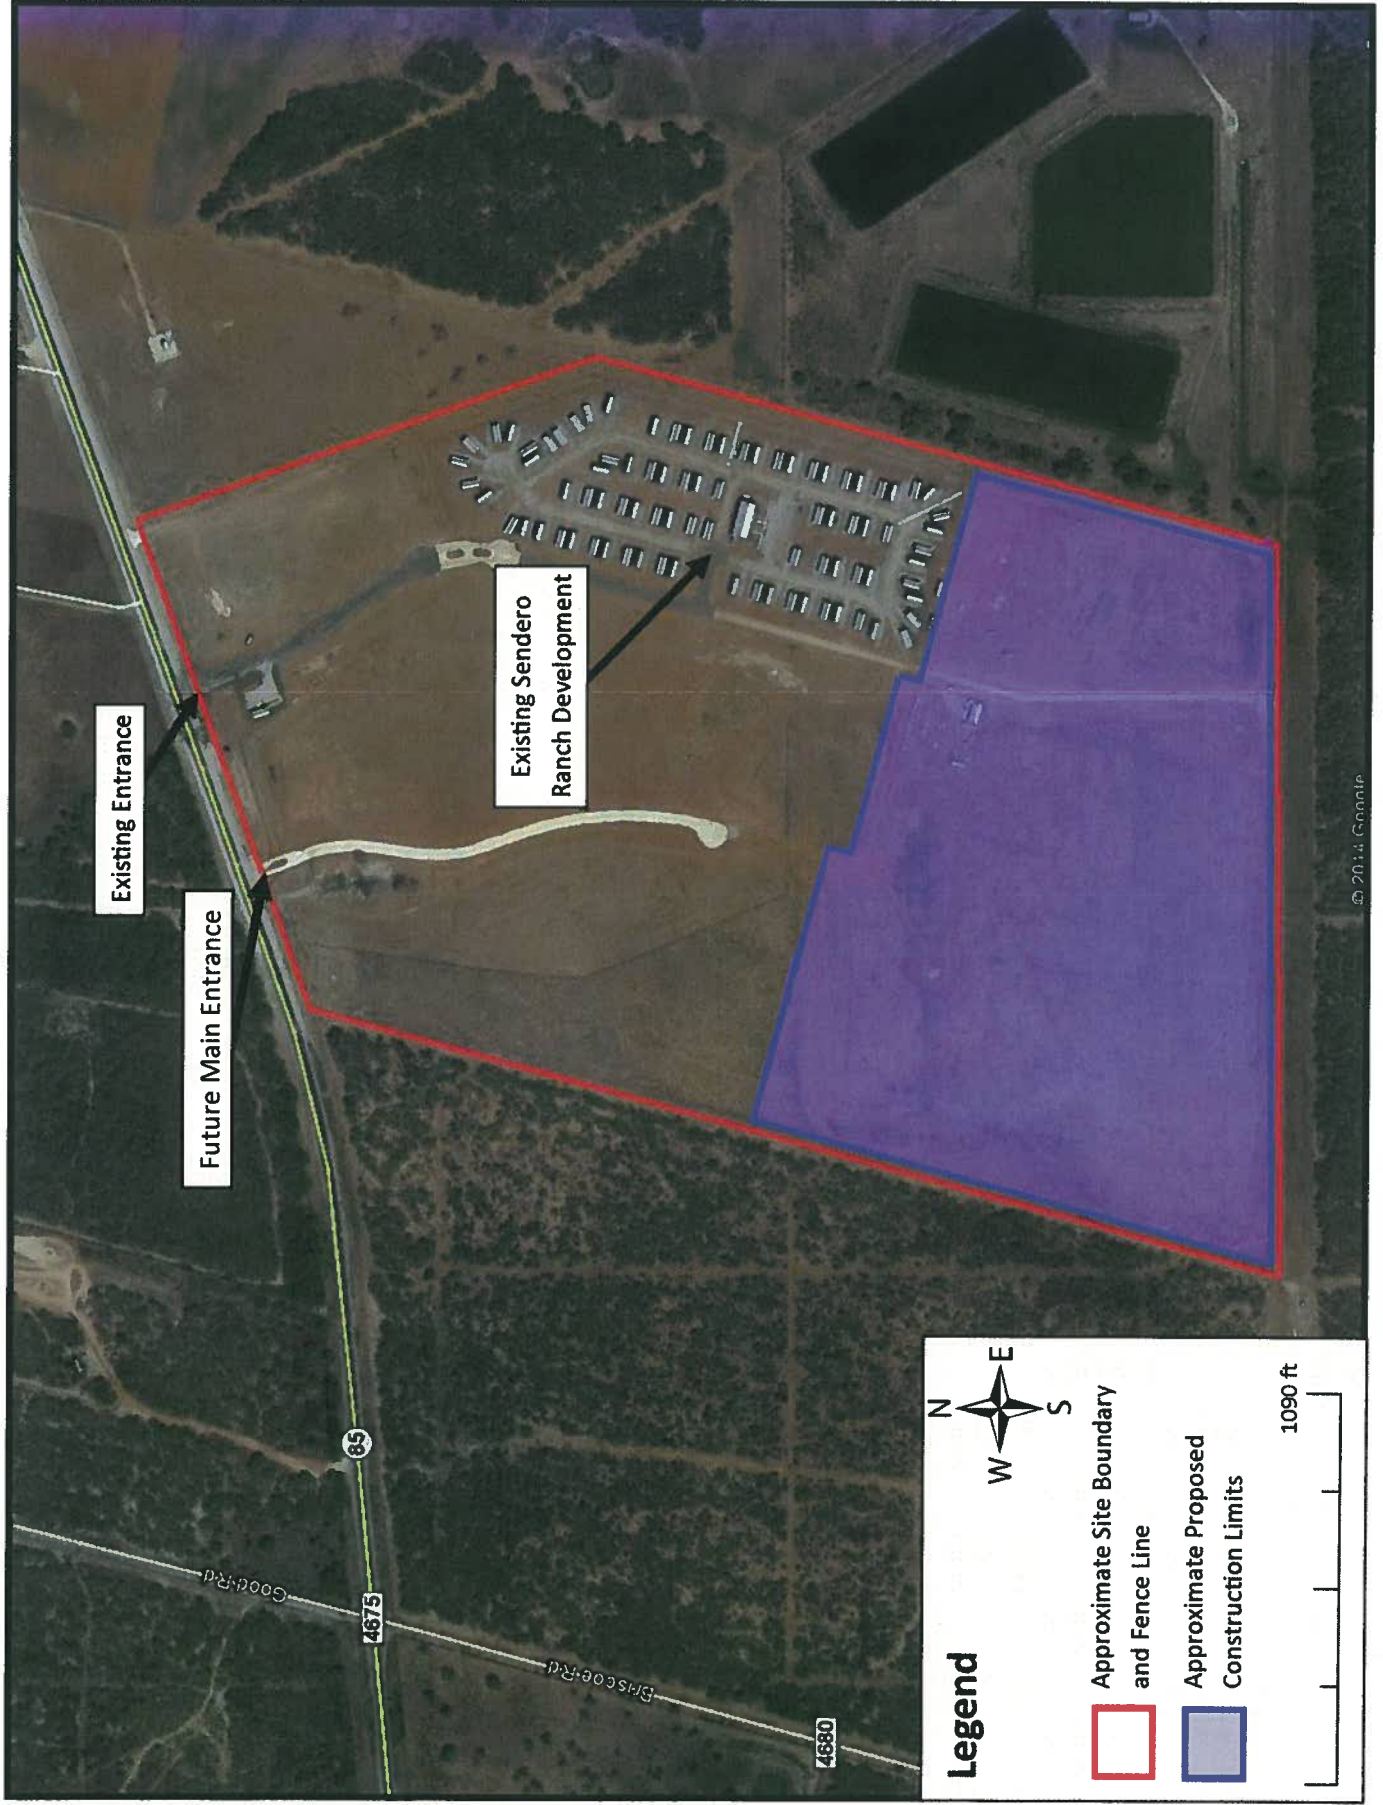 Existing Entrance
Future Main Entrance
Existing Sendero
Ranch Development
85
4675
Good Rd
Briscoe Rd
4680
Legend
N
W
E
S
Approximate Site Boundary
and Fence Line
Approximate Proposed
Construction Limits
1090 ft
© 2014 Google